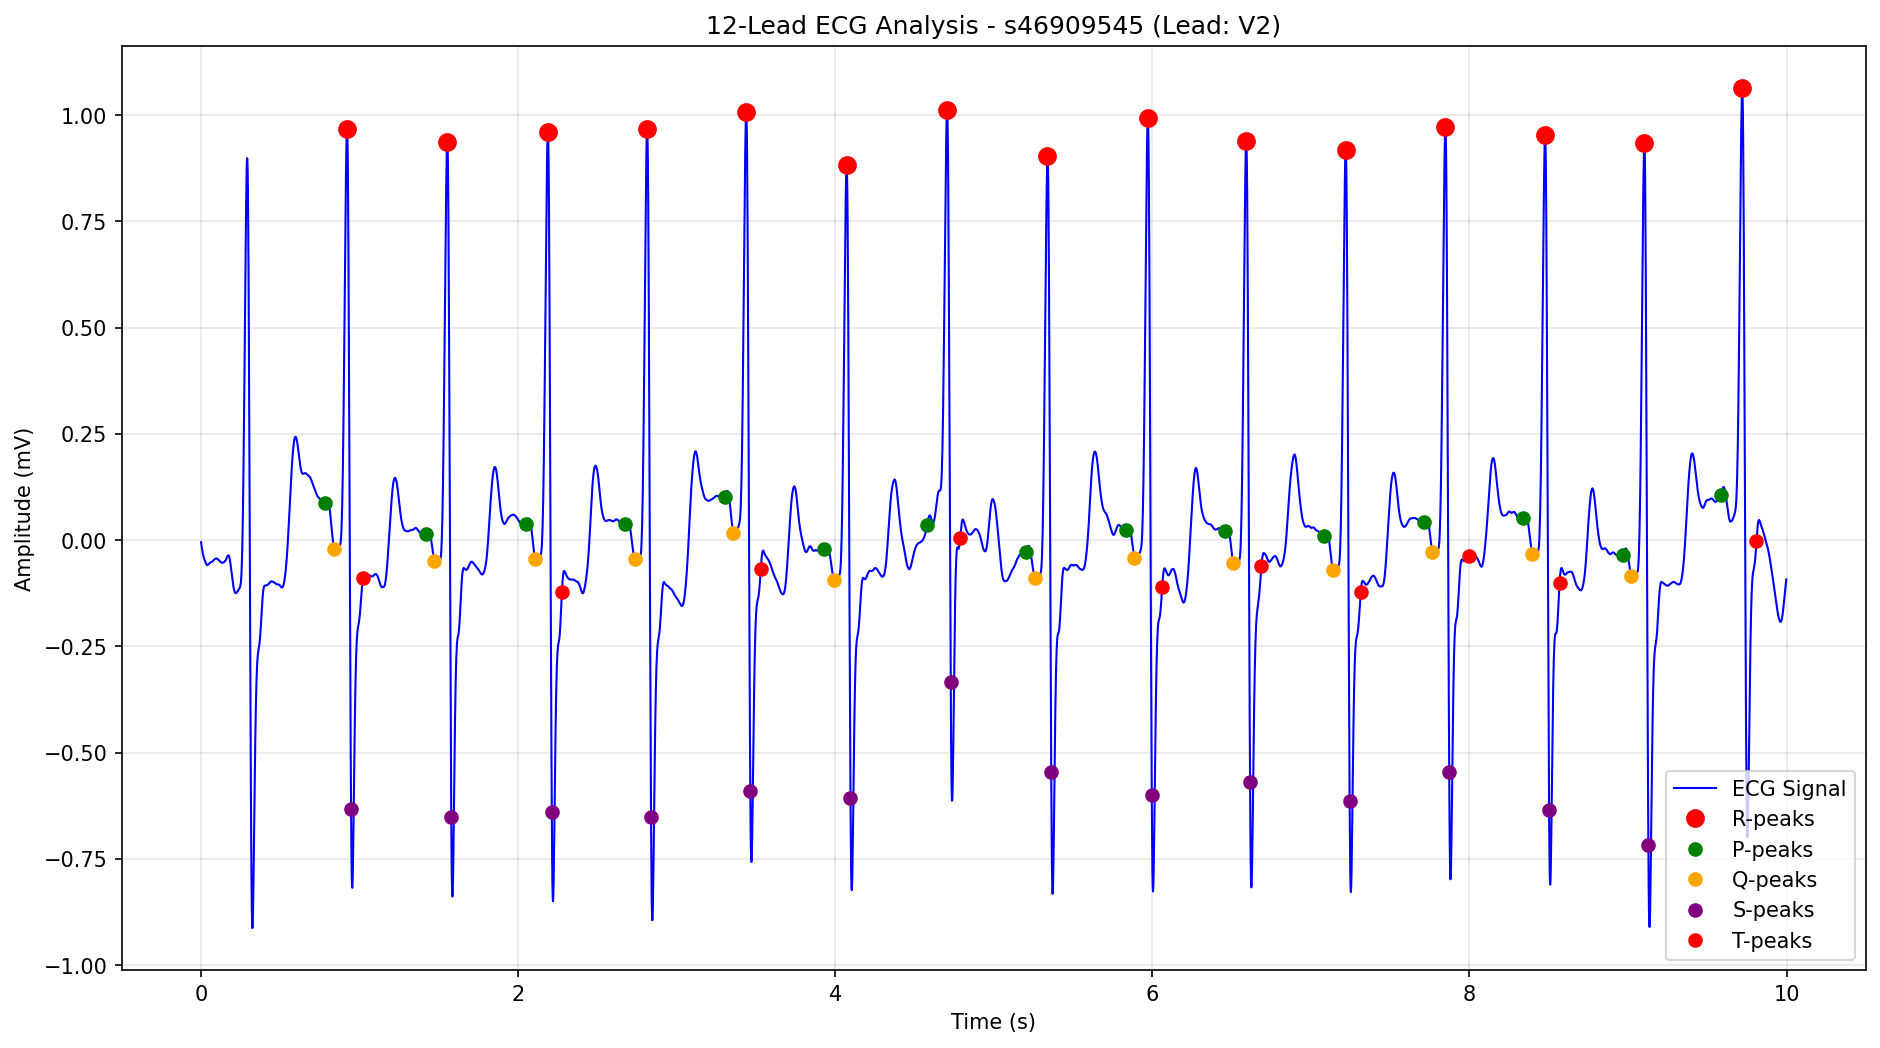 12-Lead ECG Analysis - s46909545 (Lead: V2)
1.00
0.75
0.50
0.25
0.00
−0.25
−0.50
−0.75
−1.00
Amplitude (mV)
0 2 4 6 8 10
Time (s)
ECG Signal
R-peaks
P-peaks
Q-peaks
S-peaks
T-peaks